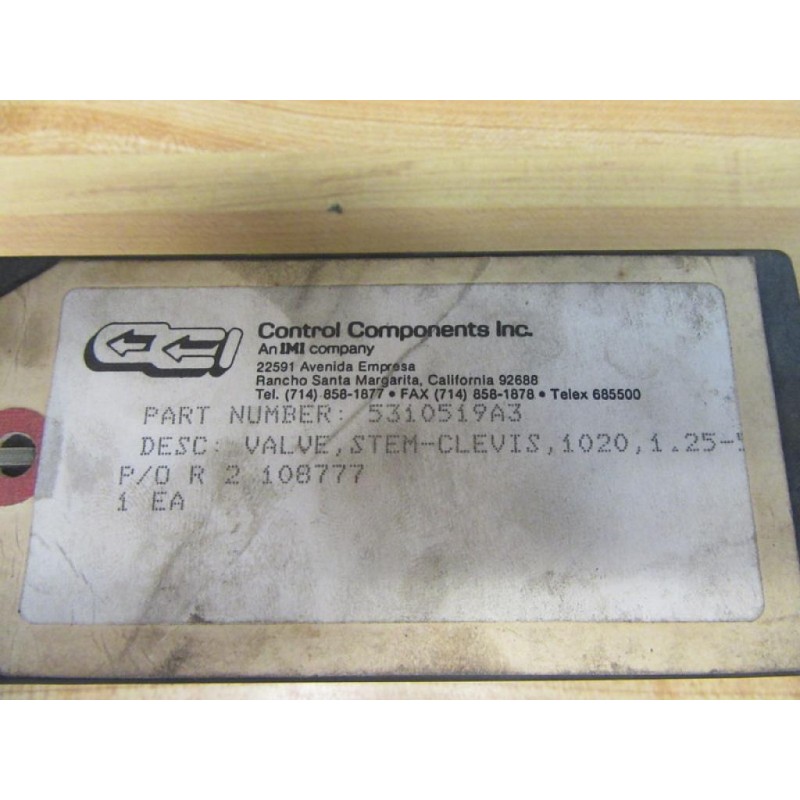 CCI
Control Components Inc.
An IMI company
22591 Avenida Empresa
Rancho Santa Margarita, California 92688
Tel. (714) 858-1877 • FAX (714) 858-1878 • Telex 685500
PART NUMBER: 5310519A3
DESC: VALVE,STEM-CLEVIS,1020,1.25-5
P/O R 2 108777
1 EA